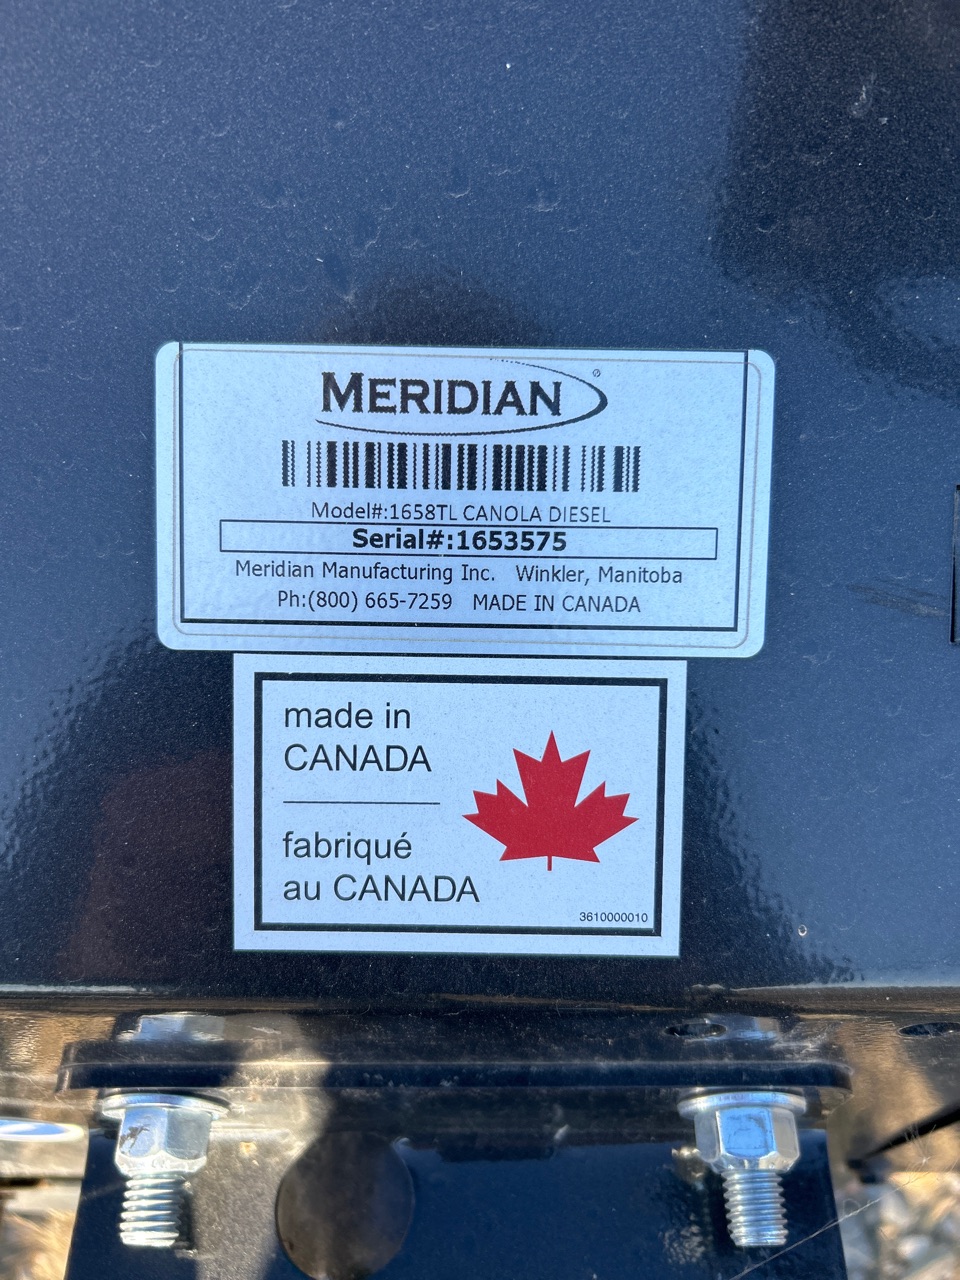 MERIDIAN®
Model#:1658TL CANOLA DIESEL
Serial#:1653575
Meridian Manufacturing Inc. Winkler, Manitoba
Ph:(800) 665-7259 MADE IN CANADA
made in
CANADA
fabriqué
au CANADA
3610000010